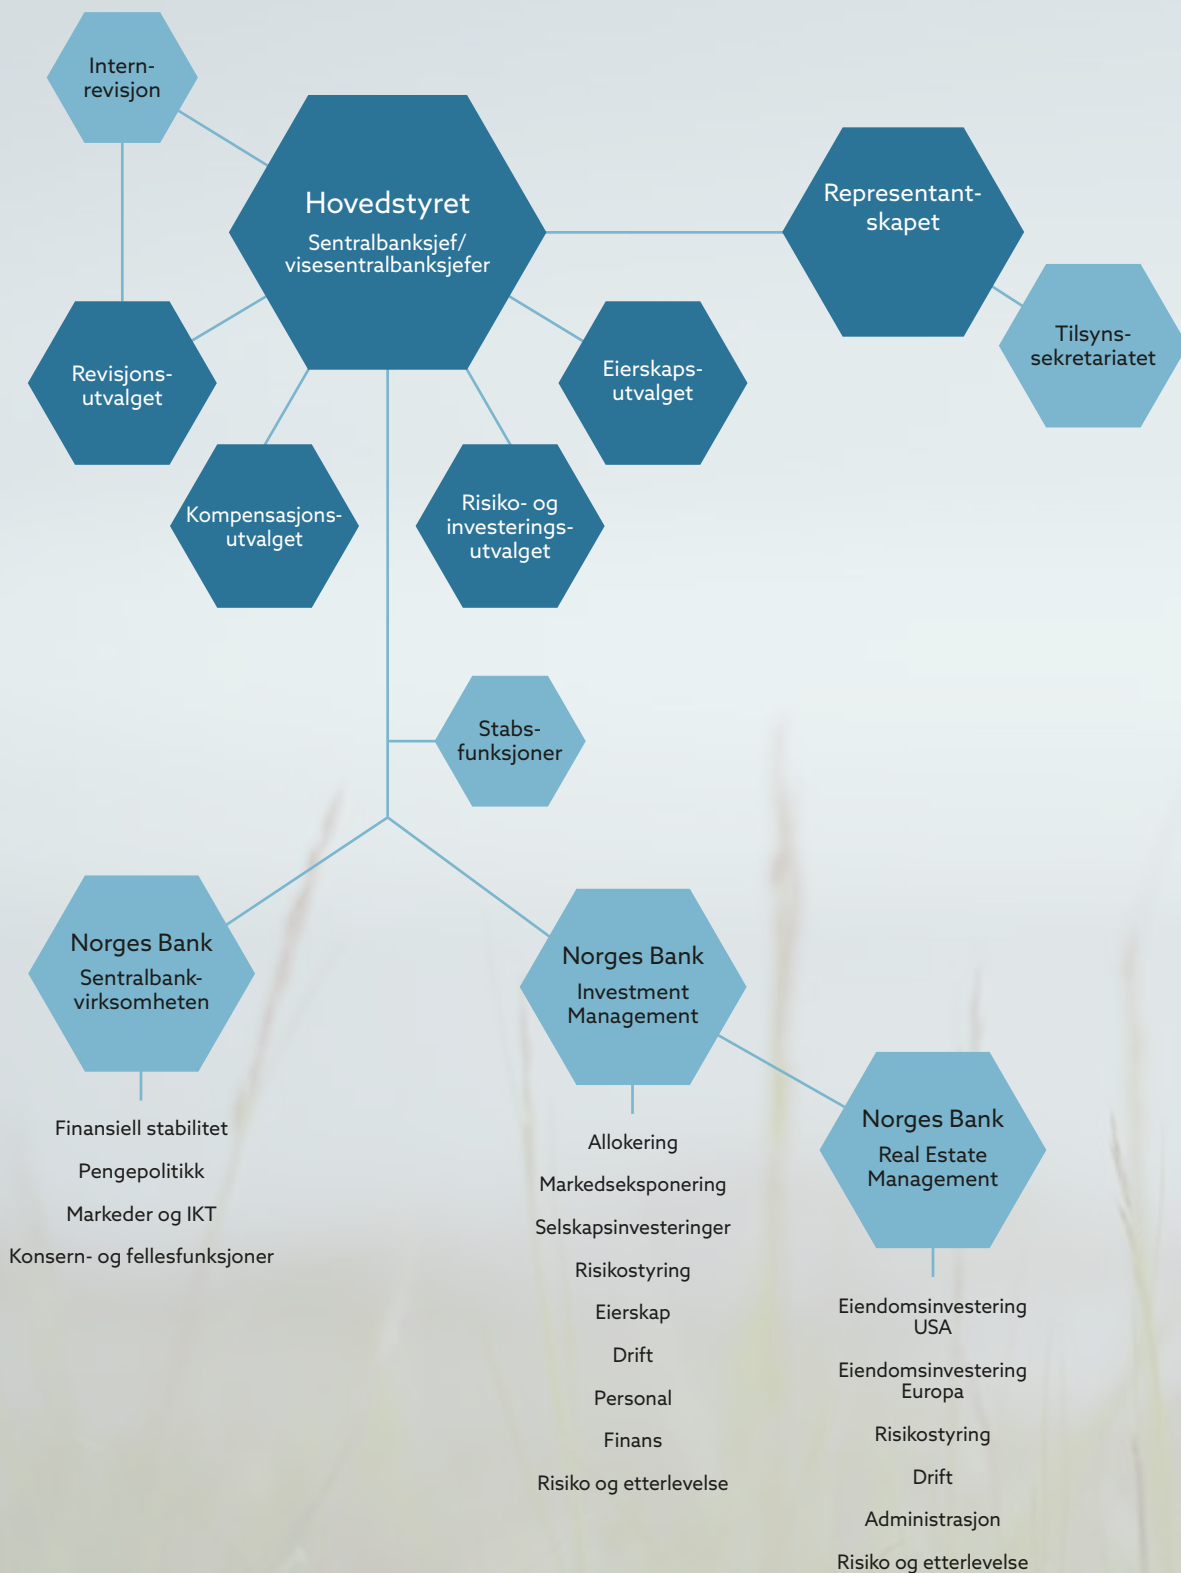 Intern-
revisjon
Hovedstyret
Sentralbanksjef/
visesentralbanksjefer
Representant-
skapet
Tilsyns-
sekretariatet
Revisjons-
utvalget
Eierskaps-
utvalget
Kompensasjons-
utvalget
Risiko- og
investerings-
utvalget
Stabs-
funksjoner
Norges Bank
Sentralbank-
virksomheten
Finansiell stabilitet
Pengepolitikk
Markeder og IKT
Konsern- og fellesfunksjoner
Norges Bank
Investment
Management
Allokering
Markedseksponering
Selskapsinvesteringer
Risikostyring
Eierskap
Drift
Personal
Finans
Risiko og etterlevelse
Norges Bank
Real Estate
Management
Eiendomsinvestering
USA
Eiendomsinvestering
Europa
Risikostyring
Drift
Administrasjon
Risiko og etterlevelse